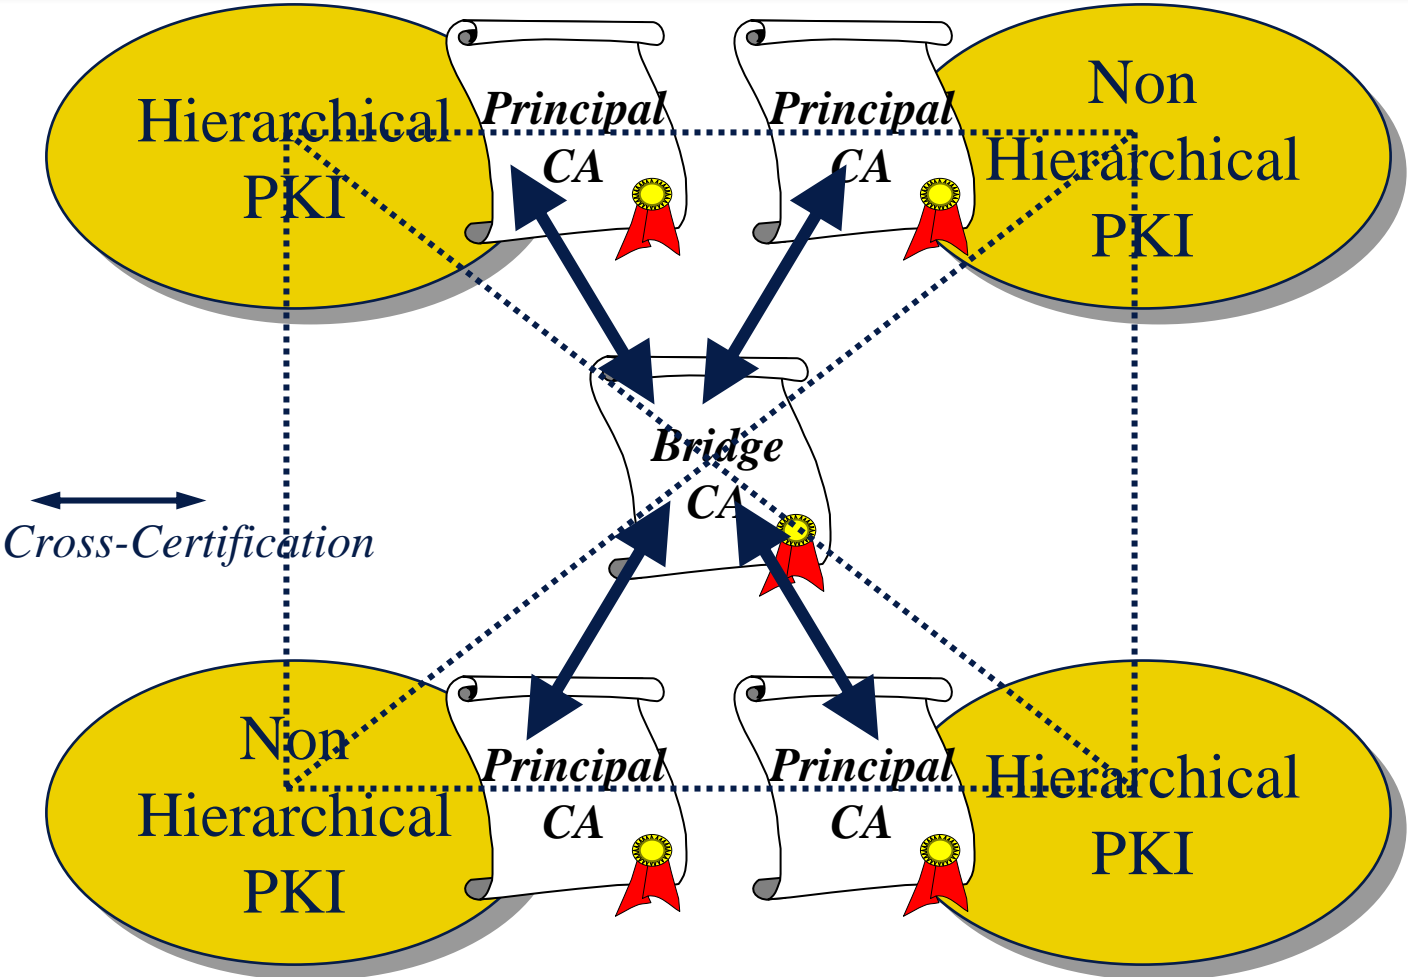 Hierarchical
PKI
Principal
CA
Principal
CA
Non
Hierarchical
PKI
Bridge
CA
Cross-Certification
Non
Hierarchical
PKI
Principal
CA
Principal
CA
Hierarchical
PKI